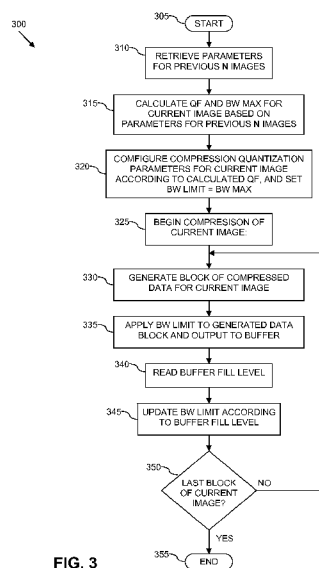 300
305
START
310
RETRIEVE PARAMETERS
FOR PREVIOUS N IMAGES
315
CALCULATE QF AND BW MAX FOR
CURRENT IMAGE BASED ON
PARAMETERS FOR PREVIOUS N IMAGES
320
COMFIGURE COMPRESSION QUANTIZATION
PARAMETERS FOR CURRENT IMAGE
ACCORDING TO CALCULATED QF, AND SET
BW LIMIT = BW MAX
325
BEGIN COMPRESISON OF
CURRENT IMAGE:
330
GENERATE BLOCK OF COMPRESSED
DATA FOR CURRENT IMAGE
335
APPLY BW LIMIT TO GENERATED DATA
BLOCK AND OUTPUT TO BUFFER
340
READ BUFFER FILL LEVEL
345
UPDATE BW LIMIT ACCORDING
TO BUFFER FILL LEVEL
350
LAST BLOCK
OF CURRENT
IMAGE?
NO
YES
355
END
FIG. 3